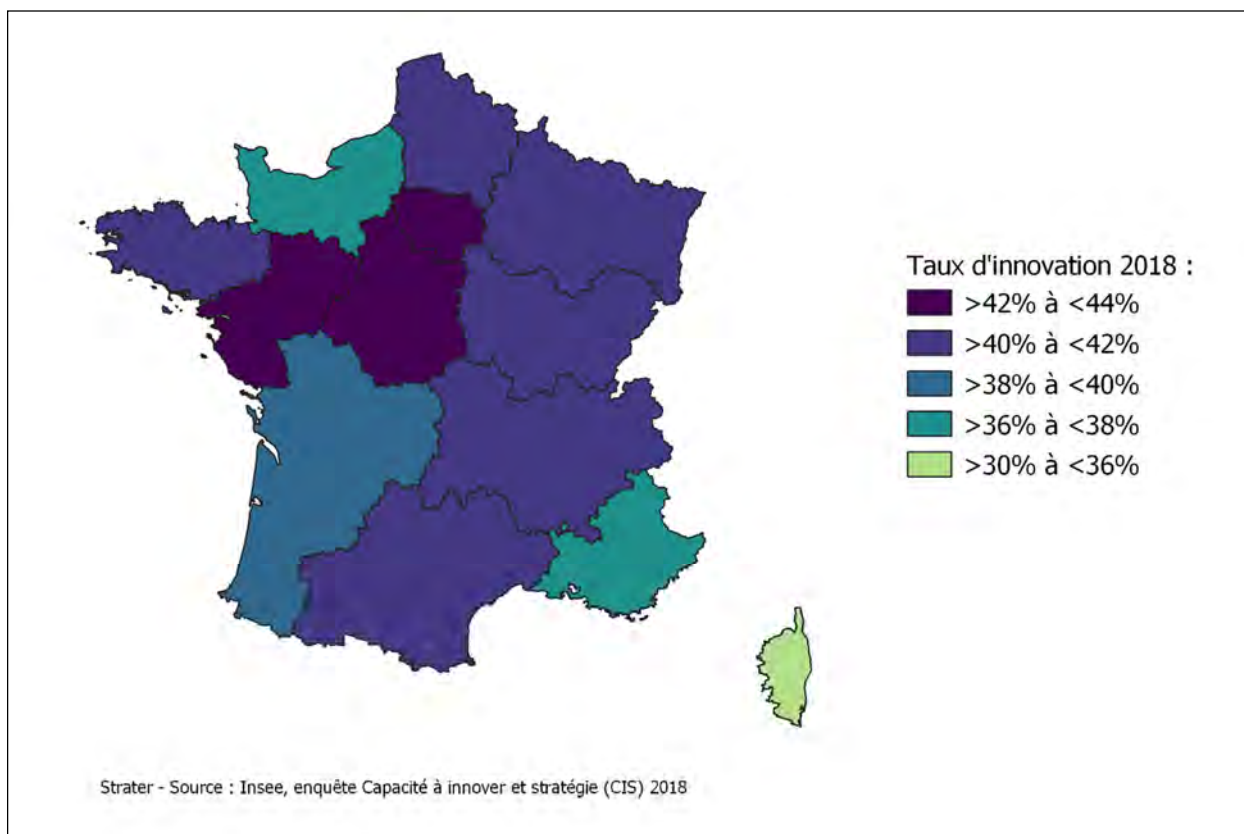 Taux d'innovation 2018 :
>42% à <44%
>40% à <42%
>38% à <40%
>36% à <38%
>30% à <36%
Strater - Source : Insee, enquête Capacité à innover et stratégie (CIS) 2018